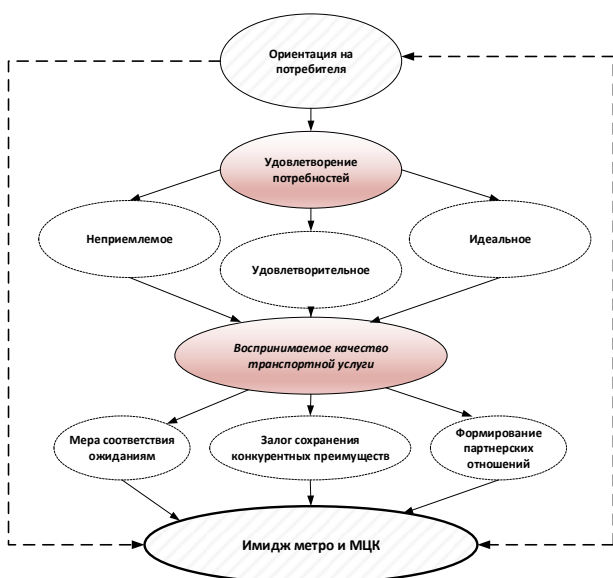 Ориентация на
потребителя
Удовлетворение
потребностей
Неприемлемое
Удовлетворительное
Идеальное
Воспринимаемое качество
транспортной услуги
Мера соответствия
ожиданиям
Залог сохранения
конкурентных преимуществ
Формирование
партнерских
отношений
Имидж метро и МЦК